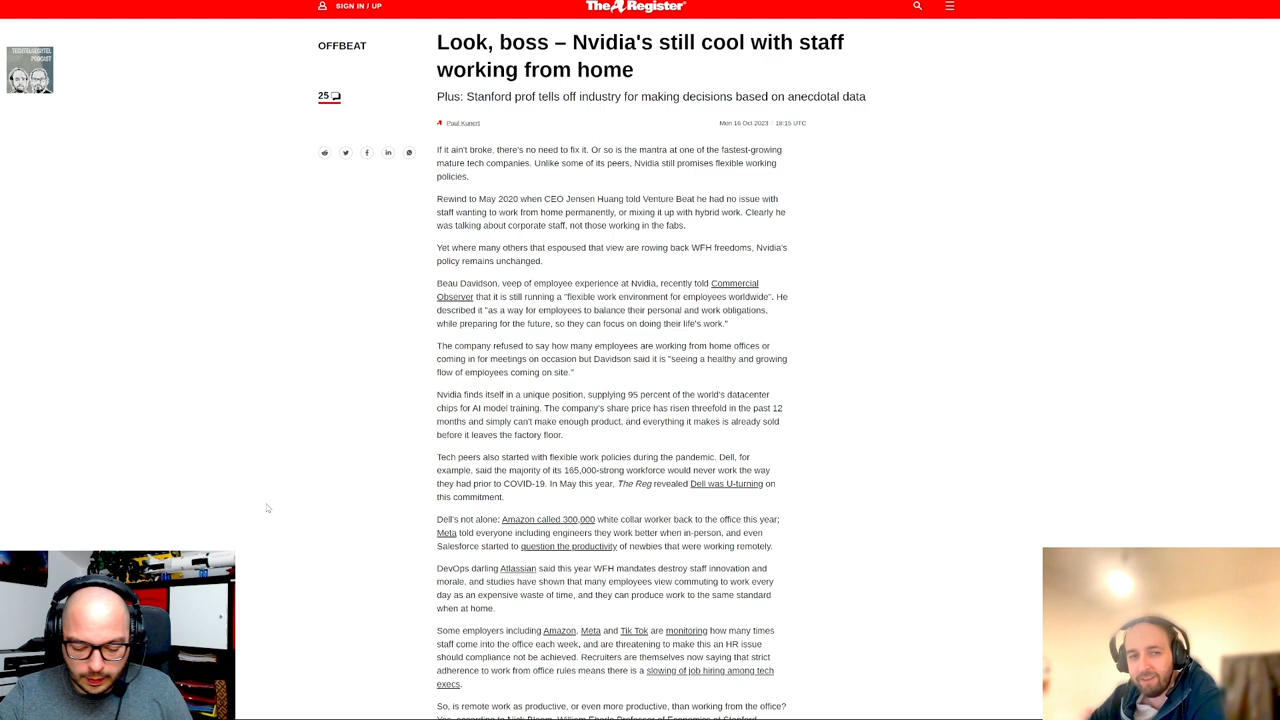 SIGN IN / UP
The Register
OFFBEAT
25
TECHTELSEGYTEL
PODCAST
Look, boss – Nvidia's still cool with staff
working from home
Plus: Stanford prof tells off industry for making decisions based on anecdotal data
Paul Kunert
Mon 16 Oct 2023 / 18:15 UTC
If it ain't broke, there's no need to fix it. Or so is the mantra at one of the fastest-growing
mature tech companies. Unlike some of its peers, Nvidia still promises flexible working
policies.
Rewind to May 2020 when CEO Jensen Huang told Venture Beat he had no issue with
staff wanting to work from home permanently, or mixing it up with hybrid work. Clearly he
was talking about corporate staff, not those working in the fabs.
Yet where many others that espoused that view are rowing back WFH freedoms, Nvidia's
policy remains unchanged.
Beau Davidson, veep of employee experience at Nvidia, recently told Commercial
Observer that it is still running a "flexible work environment for employees worldwide". He
described it "as a way for employees to balance their personal and work obligations,
while preparing for the future, so they can focus on doing their life's work."
The company refused to say how many employees are working from home offices or
coming in for meetings on occasion but Davidson said it is "seeing a healthy and growing
flow of employees coming on site."
Nvidia finds itself in a unique position, supplying 95 percent of the world's datacenter
chips for AI model training. The company's share price has risen threefold in the past 12
months and simply can't make enough product, and everything it makes is already sold
before it leaves the factory floor.
Tech peers also started with flexible work policies during the pandemic. Dell, for
example, said the majority of its 165,000-strong workforce would never work the way
they had prior to COVID-19. In May this year, The Reg revealed Dell was U-turning on
this commitment.
Dell's not alone: Amazon called 300,000 white collar worker back to the office this year;
Meta told everyone including engineers they work better when in-person, and even
Salesforce started to question the productivity of newbies that were working remotely.
DevOps darling Atlassian said this year WFH mandates destroy staff innovation and
morale, and studies have shown that many employees view commuting to work every
day as an expensive waste of time, and they can produce work to the same standard
when at home.
Some employers including Amazon, Meta and Tik Tok are monitoring how many times
staff come into the office each week, and are threatening to make this an HR issue
should compliance not be achieved. Recruiters are themselves now saying that strict
adherence to work from office rules means there is a slowing of job hiring among tech
execs.
So, is remote work as productive, or even more productive, than working from the office?
Yes, according to Nick Bloom, William Eberle Professor of Economics at Stanford